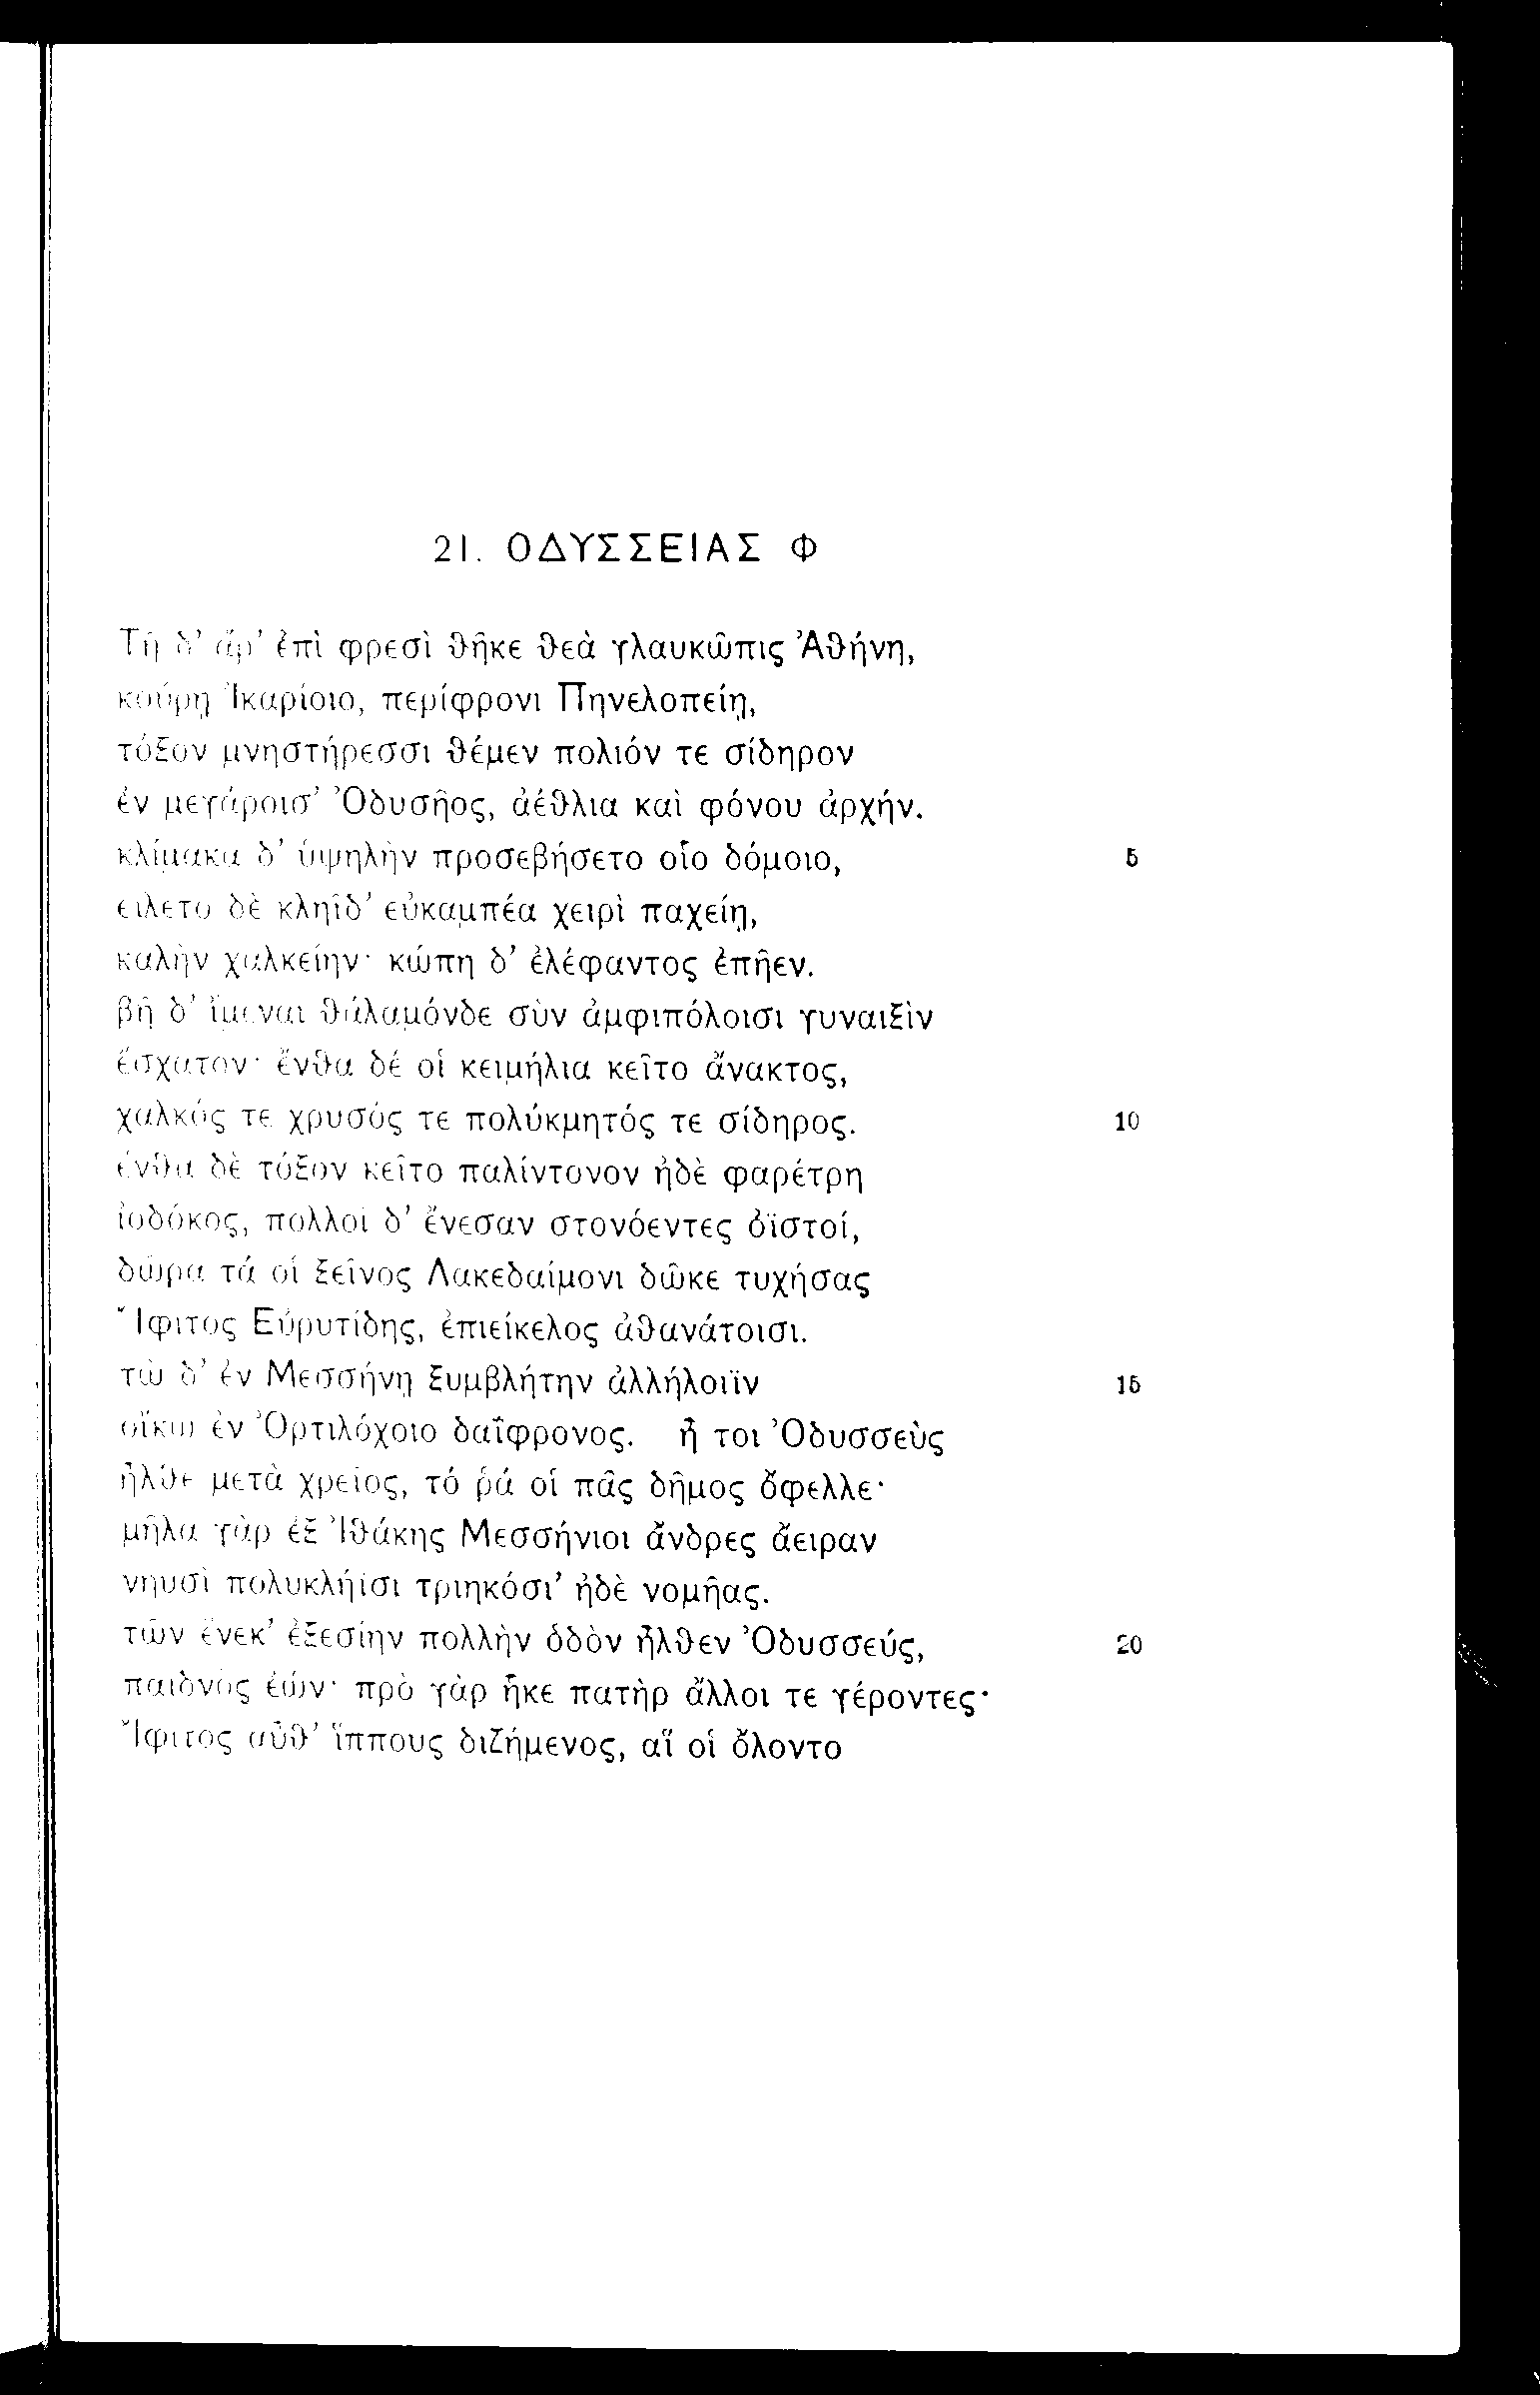 21. ΟΔΥΣΣΕΙΑΣ Φ
Τῇ δ’ ἄρ’ ἐπὶ φρεσὶ θῆκε θεὰ γλαυκῶπις Ἀθήνη,
κούρῃ Ἰκαρίοιο, περίφρονι Πηνελοπείῃ,
τόξον μνηστήρεσσι θέμεν πολιόν τε σίδηρον
ἐν μεγάροισ’ Ὀδυσῆος, ἀέθλια καὶ φόνου ἀρχήν.
κλίμακα δ’ ὑψηλὴν προσεβήσετο οἷο δόμοιο, 5
εἵλετο δὲ κληῖδ’ εὐκαμπέα χειρὶ παχείῃ,
καλὴν χαλκείην· κώπη δ’ ἐλέφαντος ἐπῆεν.
βῆ δ’ ἴμεναι θάλαμόνδε σὺν ἀμφιπόλοισι γυναιξὶν
ἔσχατον· ἔνθα δέ οἱ κειμήλια κεῖτο ἄνακτος,
χαλκός τε χρυσός τε πολύκμητός τε σίδηρος. 10
ἔνθα δὲ τόξον κεῖτο παλίντονον ἠδὲ φαρέτρη
ἰοδόκος, πολλοὶ δ’ ἔνεσαν στονόεντες ὀϊστοί,
δῶρα τά οἱ ξεῖνος Λακεδαίμονι δῶκε τυχήσας
Ἴφιτος Εὐρυτίδης, ἐπιείκελος ἀθανάτοισι.
τὼ δ’ ἐν Μεσσήνῃ ξυμβλήτην ἀλλήλοιϊν 15
οἴκῳ ἐν Ὀρτιλόχοιο δαΐφρονος. ἦ τοι Ὀδυσσεὺς
ἦλθε μετὰ χρεῖος, τό ῥά οἱ πᾶς δῆμος ὄφελλε·
μῆλα γὰρ ἐξ Ἰθάκης Μεσσήνιοι ἄνδρες ἄειραν
νηυσὶ πολυκλήϊσι τριηκόσι’ ἠδὲ νομῆας.
τῶν ἕνεκ’ ἐξεσίην πολλὴν ὁδὸν ἦλθεν Ὀδυσσεύς, 20
παιδνὸς ἐών· πρὸ γὰρ ἧκε πατὴρ ἄλλοι τε γέροντες·
Ἴφιτος αὖθ’ ἵππους διζήμενος, αἵ οἱ ὄλοντο